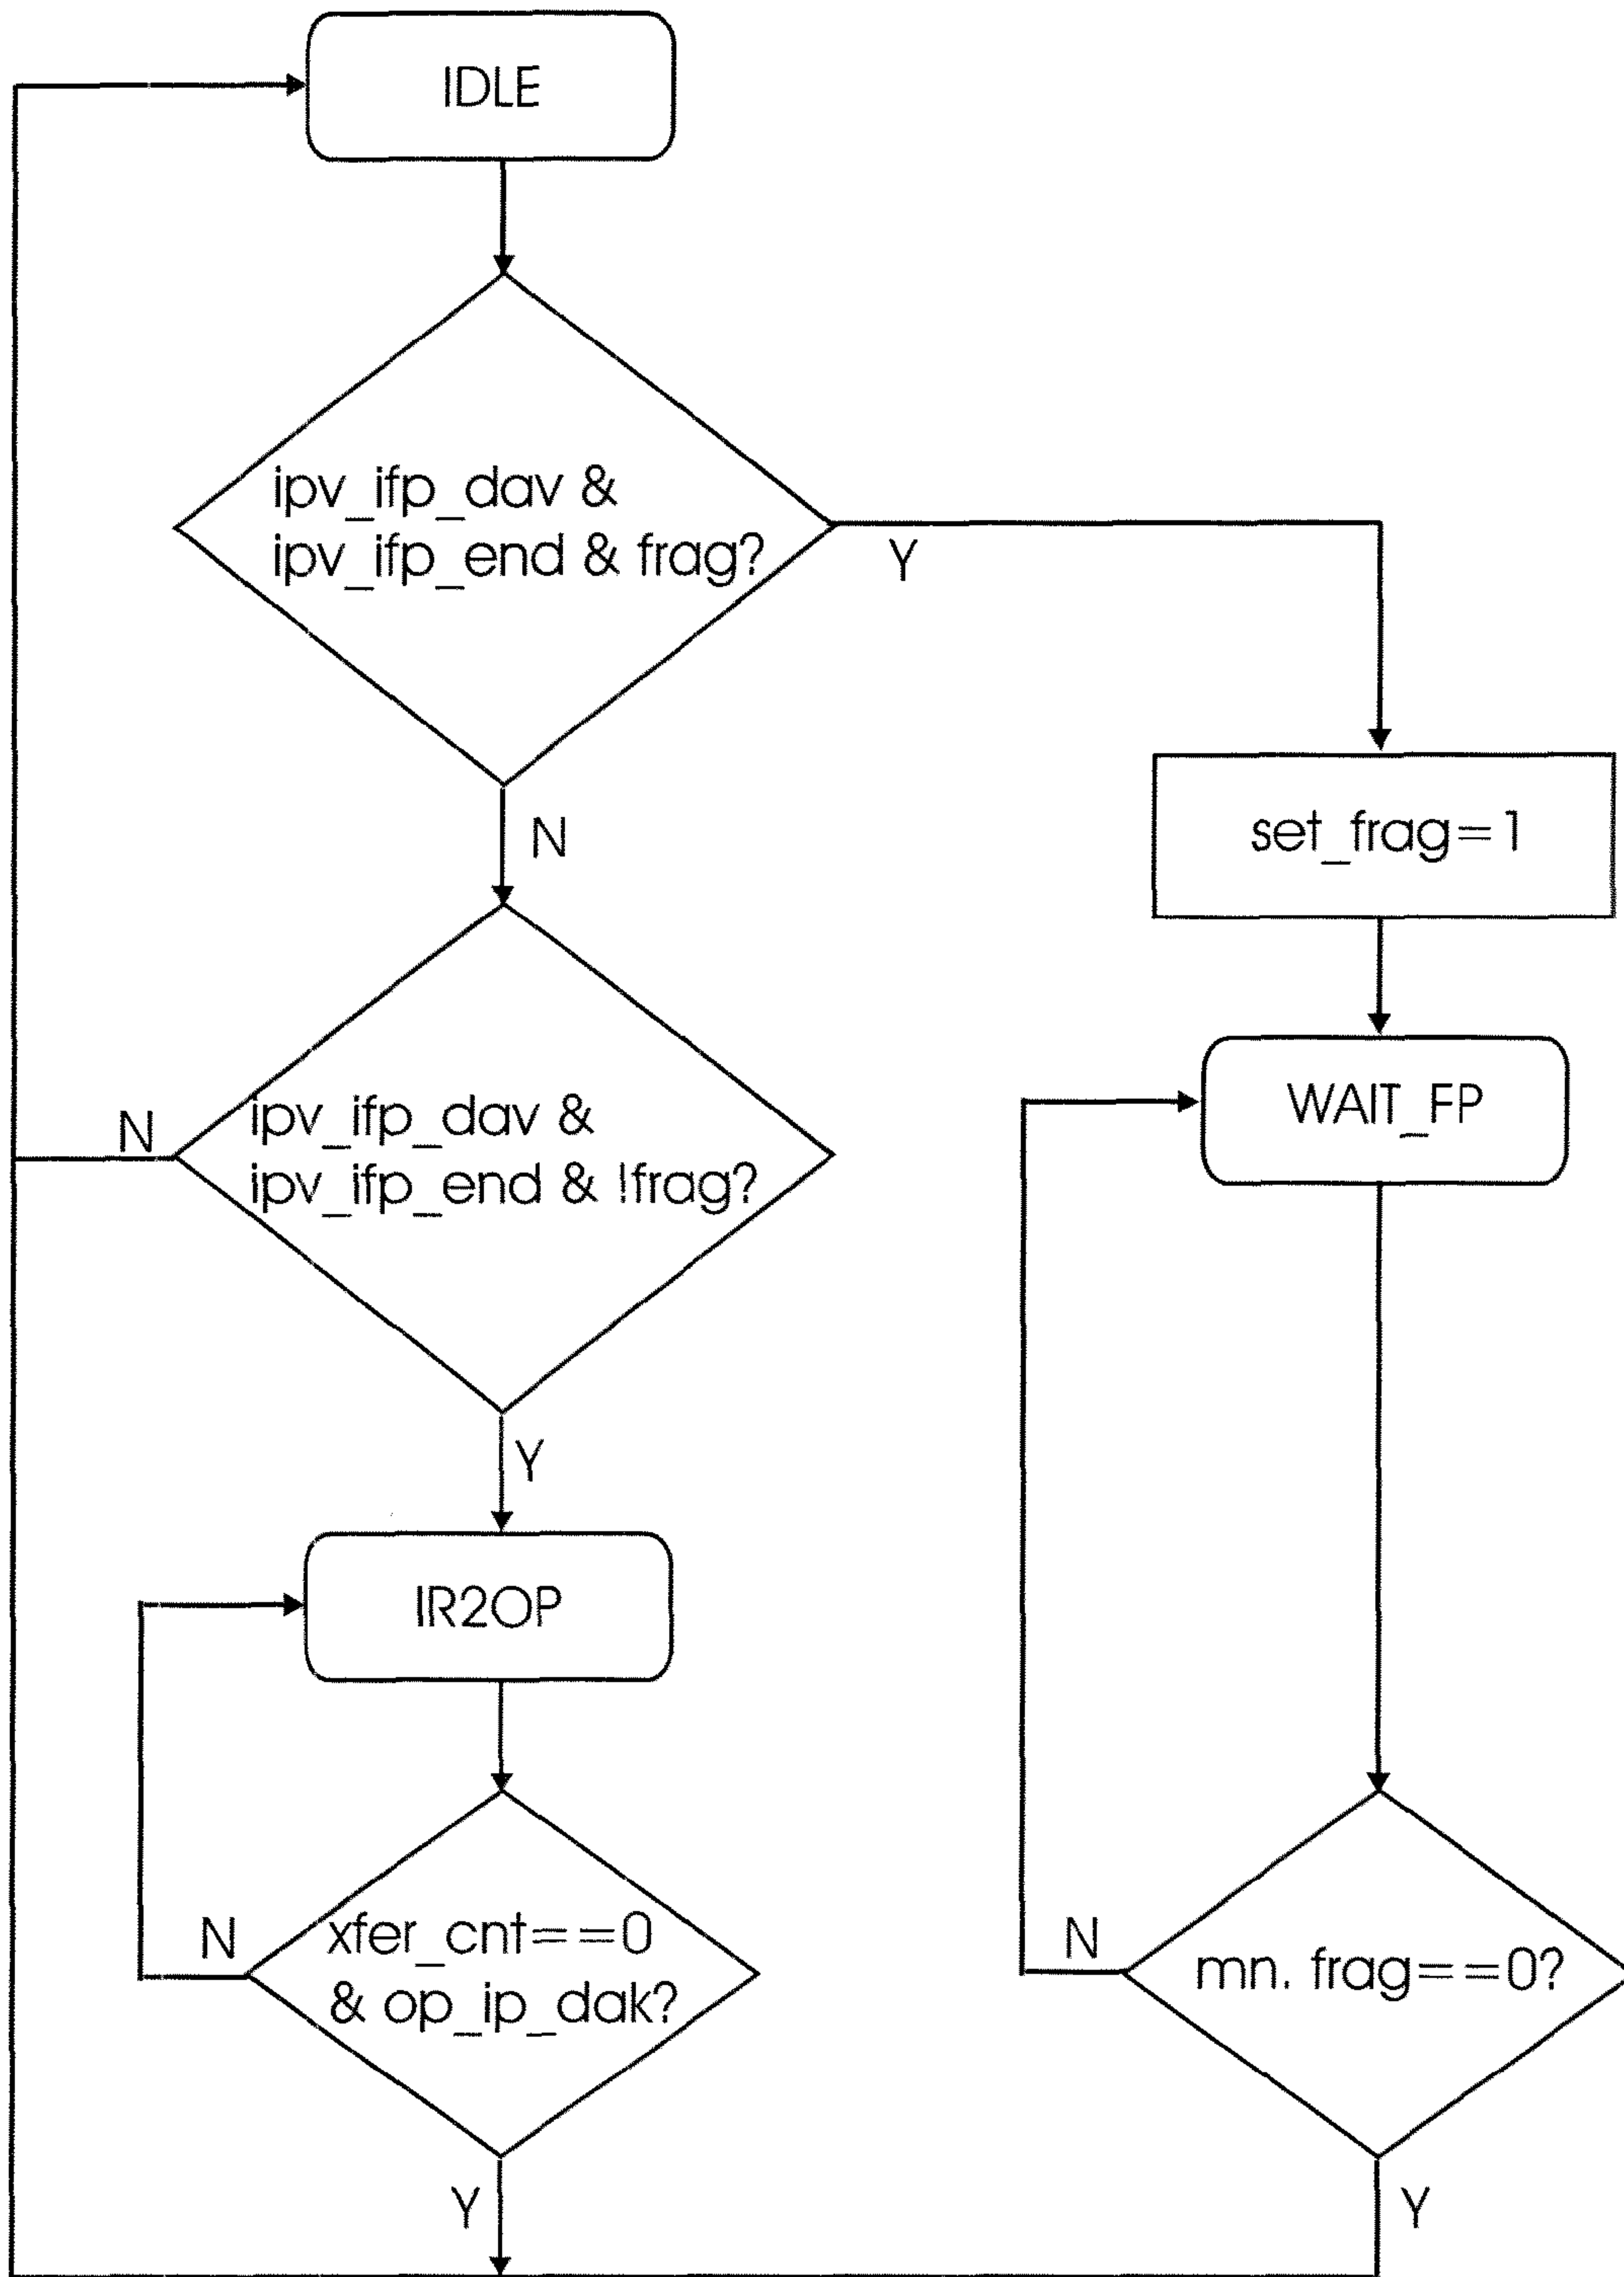 IDLE
ipv_ifp_dav &
ipv_ifp_end & frag?
Y
set_frag=1
N
WAIT_FP
N
ipv_ifp_dav &
ipv_ifp_end & !frag?
Y
IR2OP
N
xfer_cnt==0
& op_ip_dak?
N
mn. frag==0?
Y
Y